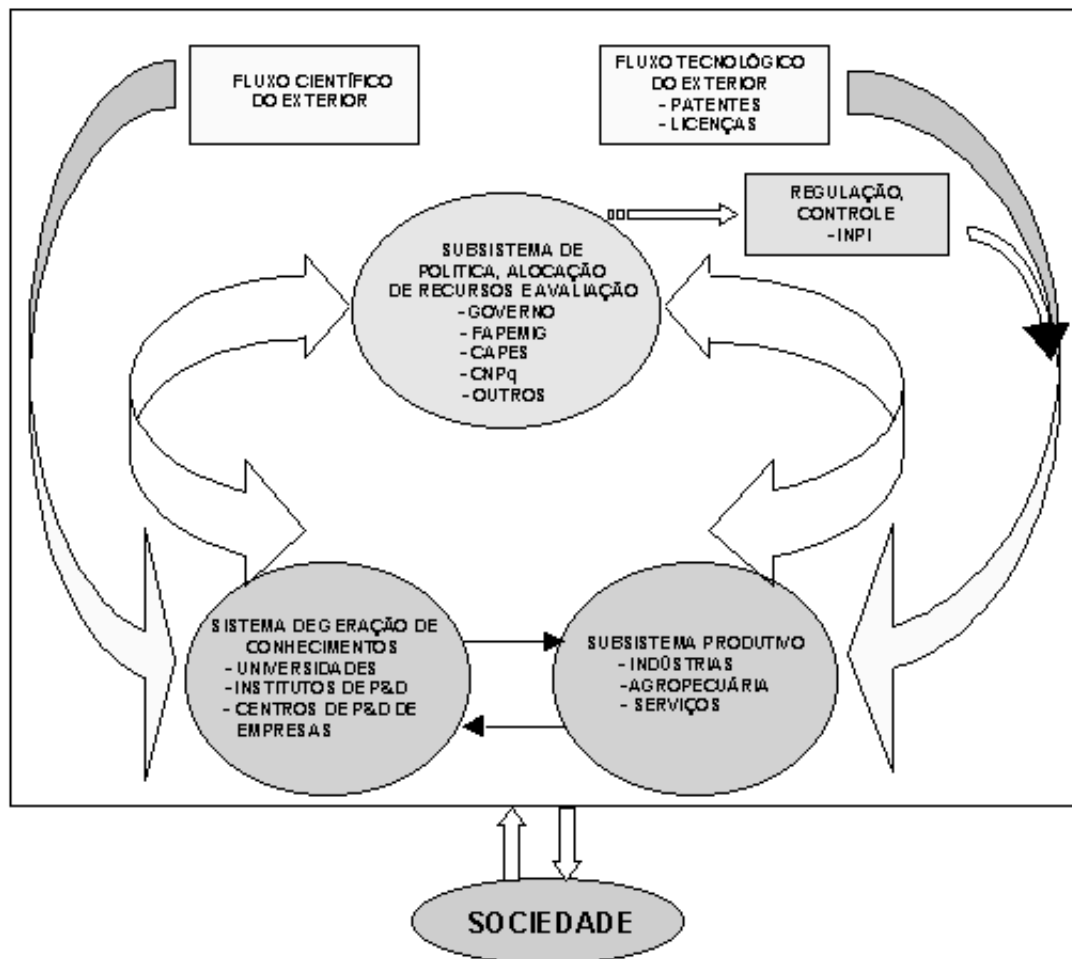 FLUXO CIENTÍFICO
DO EXTERIOR
FLUXO TECNOLÓGICO
DO EXTERIOR
- PATENTES
- LICENÇAS
REGULAÇÃO,
CONTROLE
- INPI
SUBSISTEMA DE
POLITICA, ALOCAÇÃO
DE RECURSOS E AVALIAÇÃO
- GOVERNO
- FAPEMIG
- CAPES
- CNPq
- OUTROS
SISTEMA DE GERAÇÃO DE
CONHECIMENTOS
- UNIVERSIDADES
- INSTITUTOS DE P&D
- CENTROS DE P&D DE
EMPRESAS
SUBSISTEMA PRODUTIVO
- INDÚSTRIAS
- AGROPECUÁRIA
- SERVIÇOS
SOCIEDADE